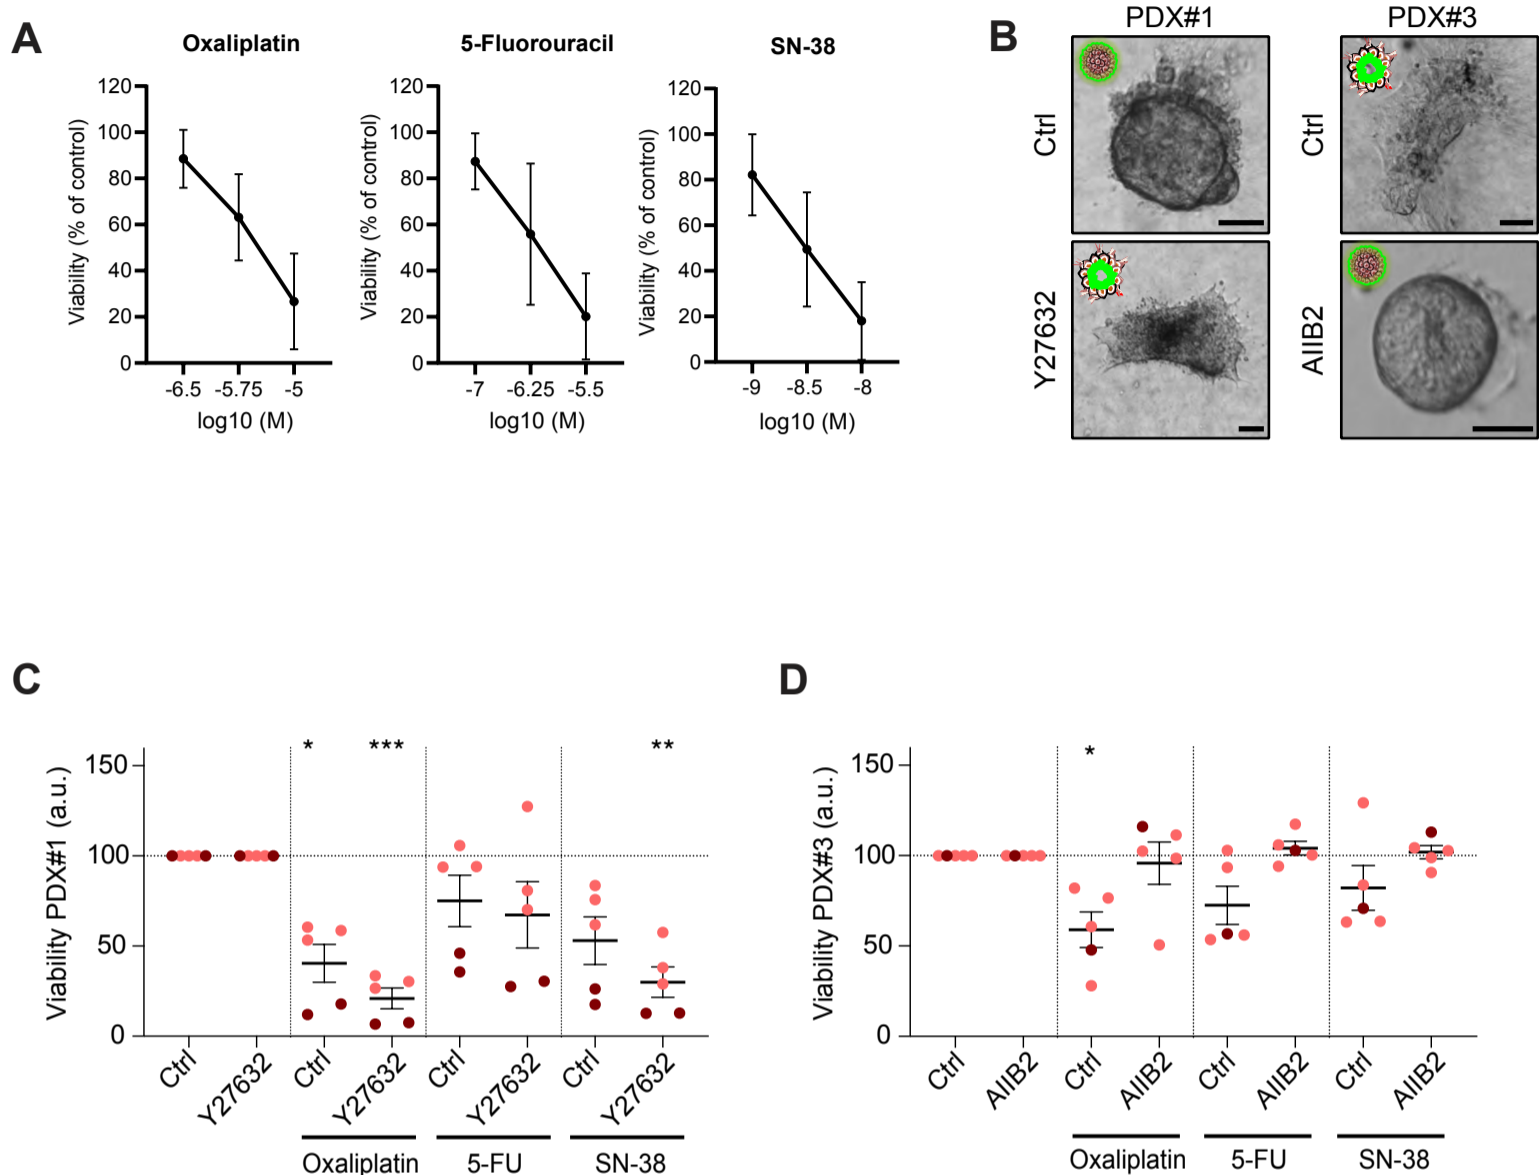 A
Oxaliplatin
5-Fluorouracil
SN-38
Viability (% of control)
120
100
80
60
40
20
0
-6.5
-5.75
-5
log10 (M)
Viability (% of control)
120
100
80
60
40
20
0
-7
-6.25
-5.5
log10 (M)
Viability (% of control)
120
100
80
60
40
20
0
-9
-8.5
-8
log10 (M)
B
PDX#1
PDX#3
Ctrl
Ctrl
Y27632
AIIB2
C
Viability PDX#1 (a.u.)
150
100
50
0
*
***
**
Ctrl
Y27632
Ctrl
Y27632
Ctrl
Y27632
Ctrl
Y27632
Oxaliplatin
5-FU
SN-38
D
Viability PDX#3 (a.u.)
150
100
50
0
*
Ctrl
AIIB2
Ctrl
AIIB2
Ctrl
AIIB2
Ctrl
AIIB2
Oxaliplatin
5-FU
SN-38